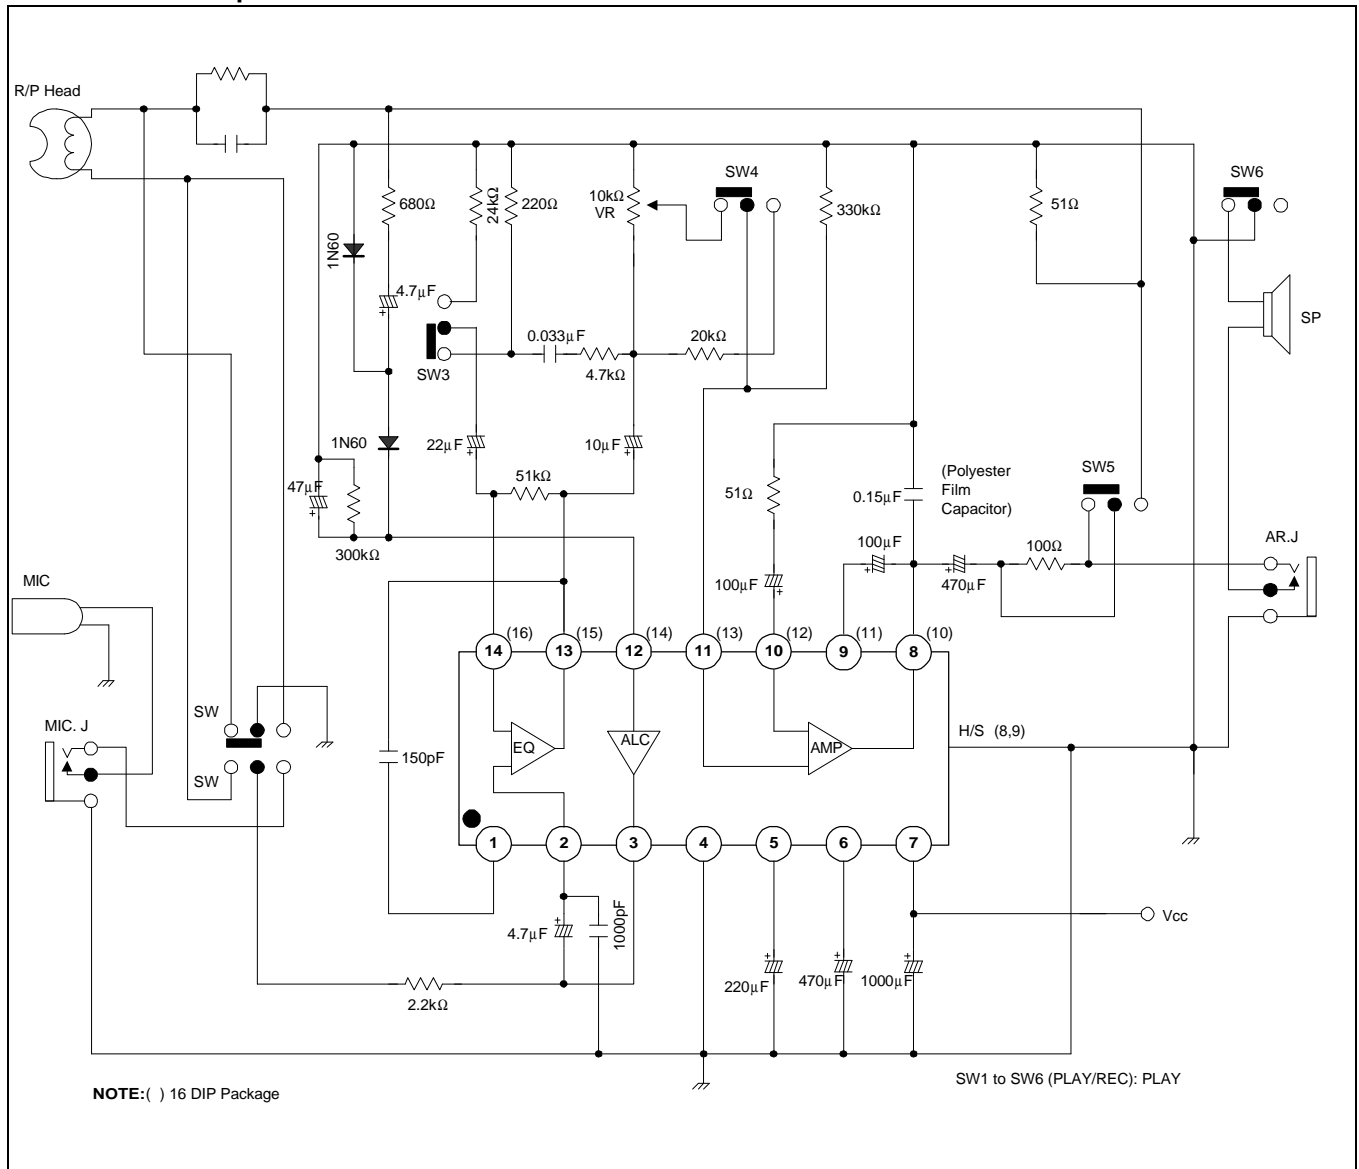 R/P Head
SW4
SW6
680Ω
24kΩ
220Ω
10kΩ
VR
330kΩ
51Ω
1N60
4.7μF
SP
0.033μF
20kΩ
SW3
4.7kΩ
1N60
22μF
10μF
51kΩ
(Polyester
Film
Capacitor)
SW5
47μF
51Ω
0.15μF
300kΩ
100μF
100Ω
AR.J
MIC
100μF
470μF
14
(16)
13
(15)
12
(14)
11
(13)
10
(12)
9
(11)
8
(10)
SW
MIC. J
H/S (8,9)
EQ
ALC
AMP
150pF
SW
1
2
3
4
5
6
7
1000pF
4.7μF
Vcc
220μF
470μF
1000μF
2.2kΩ
SW1 to SW6 (PLAY/REC): PLAY
NOTE:( ) 16 DIP Package
+
+
+
+
+
+
+
+
+
+
+
+